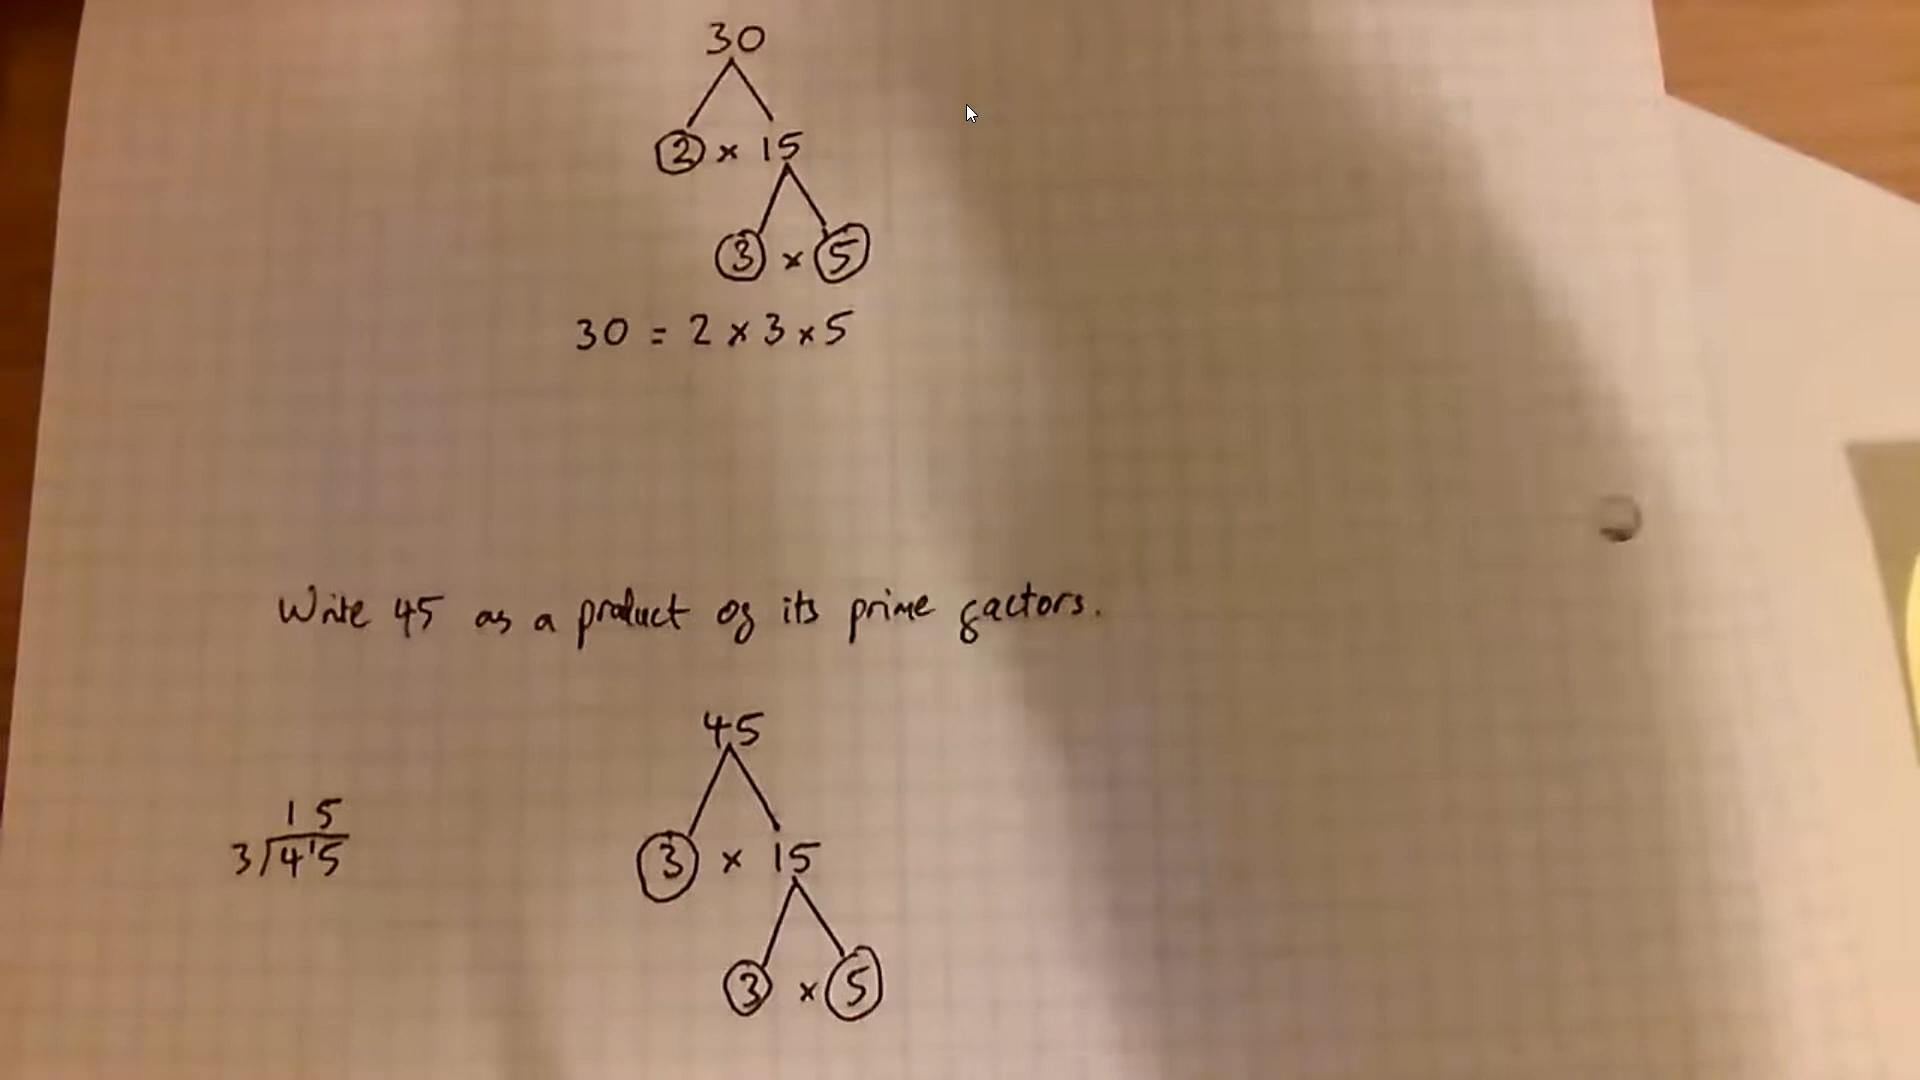 30
2 × 15
3 × 5
30 = 2 × 3 × 5
Write 45 as a product of its prime factors.
45
15
3 45
3 × 15
3 × 5